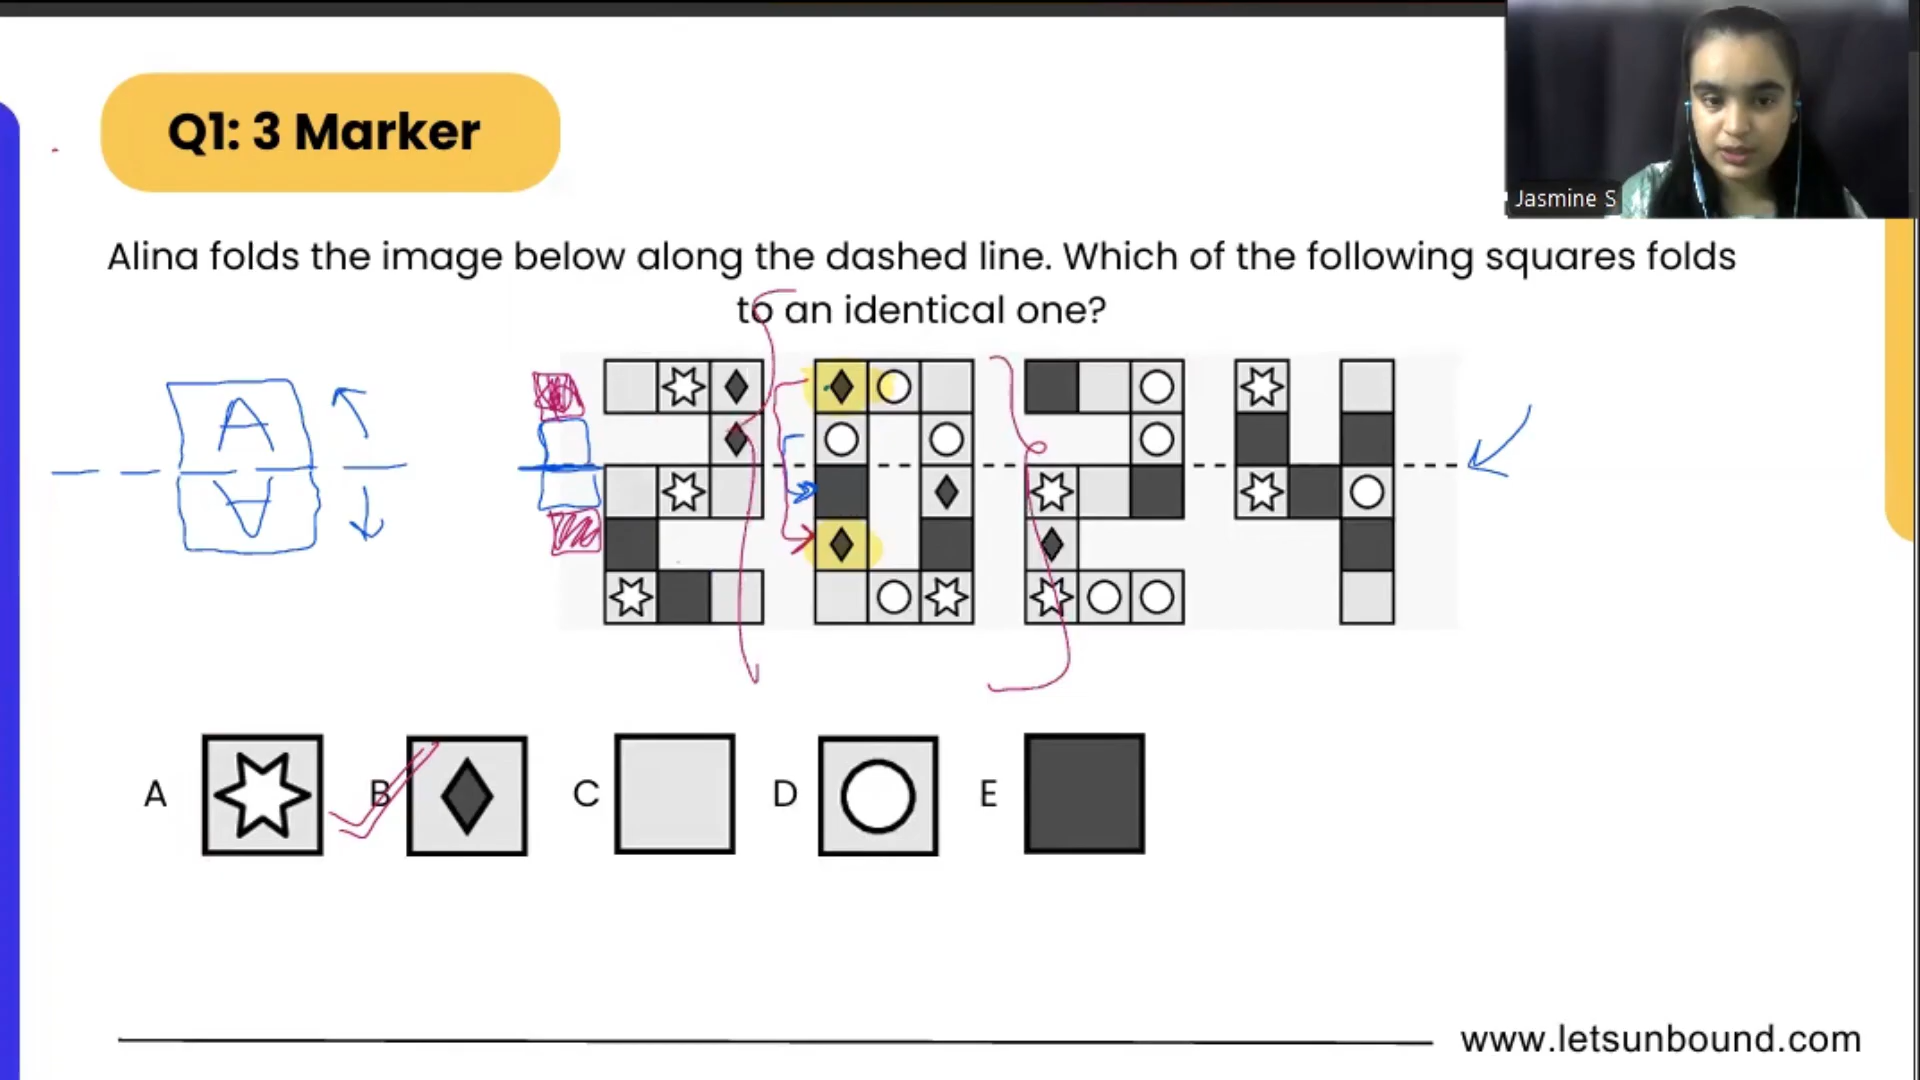 Q1: 3 Marker
Jasmine S
Alina folds the image below along the dashed line. Which of the following squares folds
to an identical one?
A
A
A
B
C
D
E
www.letsunbound.com